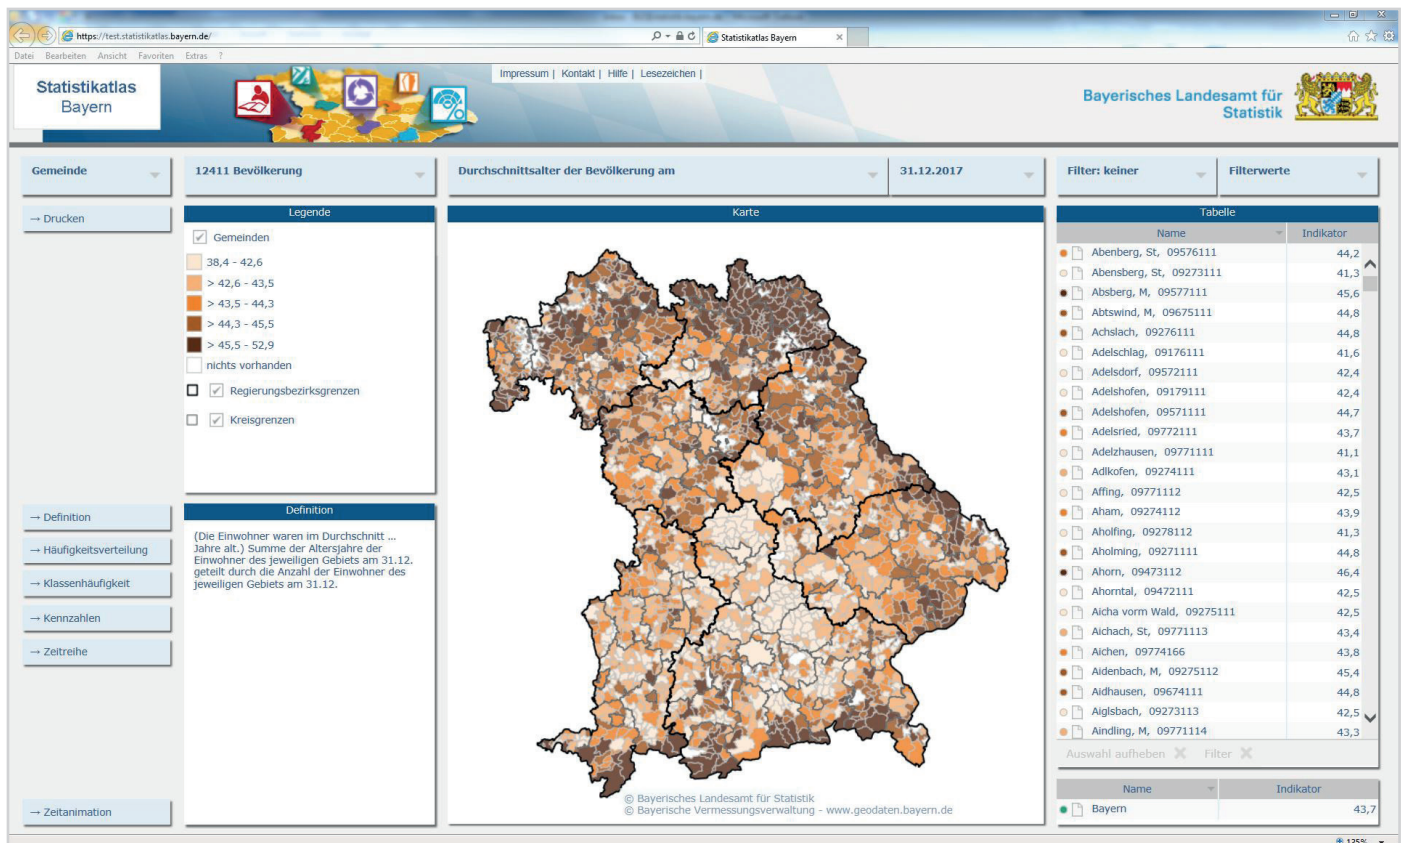 https://test.statistikatlas.bayern.de/
Statistikatlas Bayern
Datei Bearbeiten Ansicht Favoriten Extras ?
Statistikatlas
Bayern
Impressum | Kontakt | Hilfe | Lesezeichen |
Bayerisches Landesamt für
Statistik
Gemeinde
12411 Bevölkerung
Durchschnittsalter der Bevölkerung am
31.12.2017
Filter: keiner
Filterwerte
→ Drucken
Legende
Gemeinden
38,4 - 42,6
> 42,6 - 43,5
> 43,5 - 44,3
> 44,3 - 45,5
> 45,5 - 52,9
nichts vorhanden
Regierungsbezirksgrenzen
Kreisgrenzen
→ Definition
→ Häufigkeitsverteilung
→ Klassenhäufigkeit
→ Kennzahlen
→ Zeitreihe
→ Zeitanimation
Definition
(Die Einwohner waren im Durchschnitt ...
Jahre alt.) Summe der Altersjahre der
Einwohner des jeweiligen Gebiets am 31.12.
geteilt durch die Anzahl der Einwohner des
jeweiligen Gebiets am 31.12.
Karte
© Bayerisches Landesamt für Statistik
© Bayerische Vermessungsverwaltung - www.geodaten.bayern.de
Tabelle
Name Indikator
Abenberg, St, 09576111 44,2
Abensberg, St, 09273111 41,3
Absberg, M, 09577111 45,6
Abtswind, M, 09675111 44,8
Achslach, 09276111 44,8
Adelschlag, 09176111 41,6
Adelsdorf, 09572111 42,4
Adelshofen, 09179111 42,4
Adelshofen, 09571111 44,7
Adelsried, 09772111 43,7
Adelzhausen, 09771111 41,1
Adlkofen, 09274111 43,1
Affing, 09771112 42,5
Aham, 09274112 43,9
Aholfing, 09278112 41,3
Aholming, 09271111 44,8
Ahorn, 09473112 46,4
Ahorntal, 09472111 42,5
Aicha vorm Wald, 09275111 42,5
Aichach, St, 09771113 43,4
Aichen, 09774166 43,8
Aidenbach, M, 09275112 45,4
Aidhausen, 09674111 44,8
Aiglsbach, 09273113 42,5
Aindling, M, 09771114 43,3
Auswahl aufheben Filter
Name Indikator
Bayern 43,7
125%